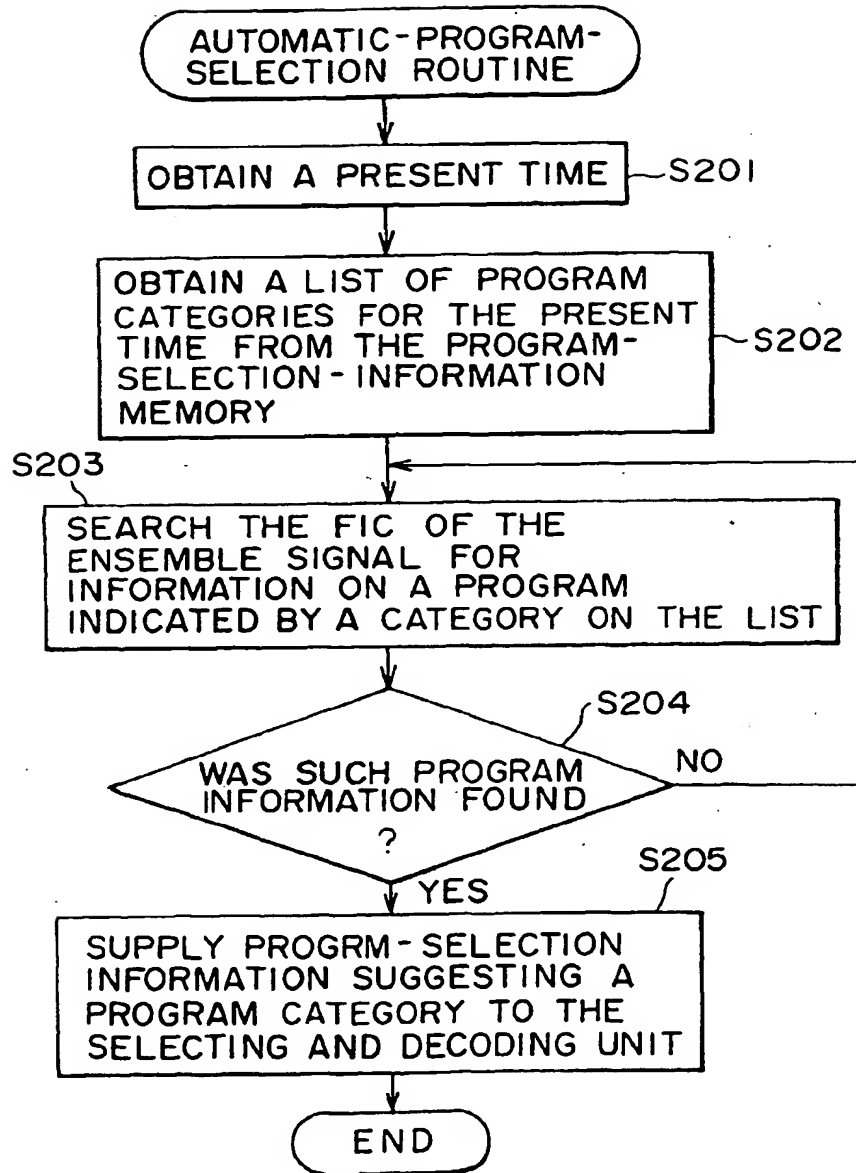 AUTOMATIC-PROGRAM-
SELECTION ROUTINE
OBTAIN A PRESENT TIME
S201
OBTAIN A LIST OF PROGRAM
CATEGORIES FOR THE PRESENT
TIME FROM THE PROGRAM-
SELECTION-INFORMATION
MEMORY
S202
S203
SEARCH THE FIC OF THE
ENSEMBLE SIGNAL FOR
INFORMATION ON A PROGRAM
INDICATED BY A CATEGORY ON THE LIST
S204
WAS SUCH PROGRAM
INFORMATION FOUND
?
NO
YES
S205
SUPPLY PROGRM-SELECTION
INFORMATION SUGGESTING A
PROGRAM CATEGORY TO THE
SELECTING AND DECODING UNIT
END